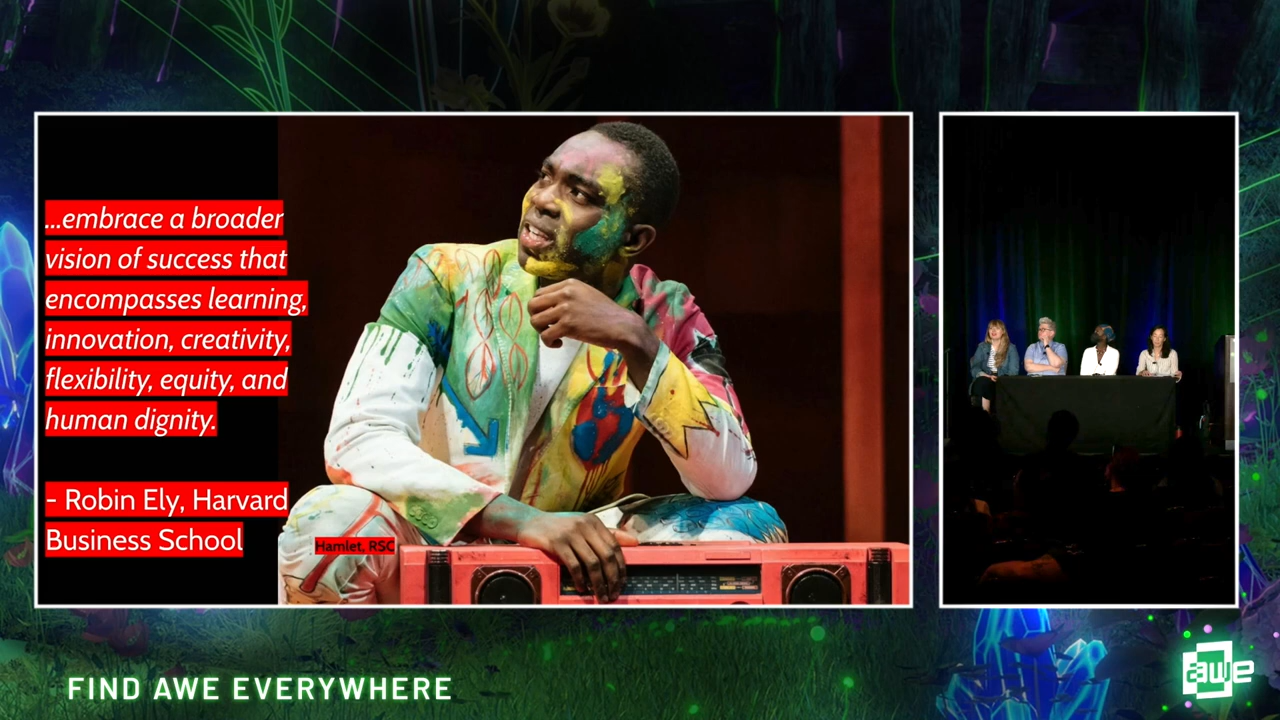 ...embrace a broader
vision of success that
encompasses learning,
innovation, creativity,
flexibility, equity, and
human dignity.
- Robin Ely, Harvard
Business School
Hamlet, RSC
FIND AWE EVERYWHERE
awe